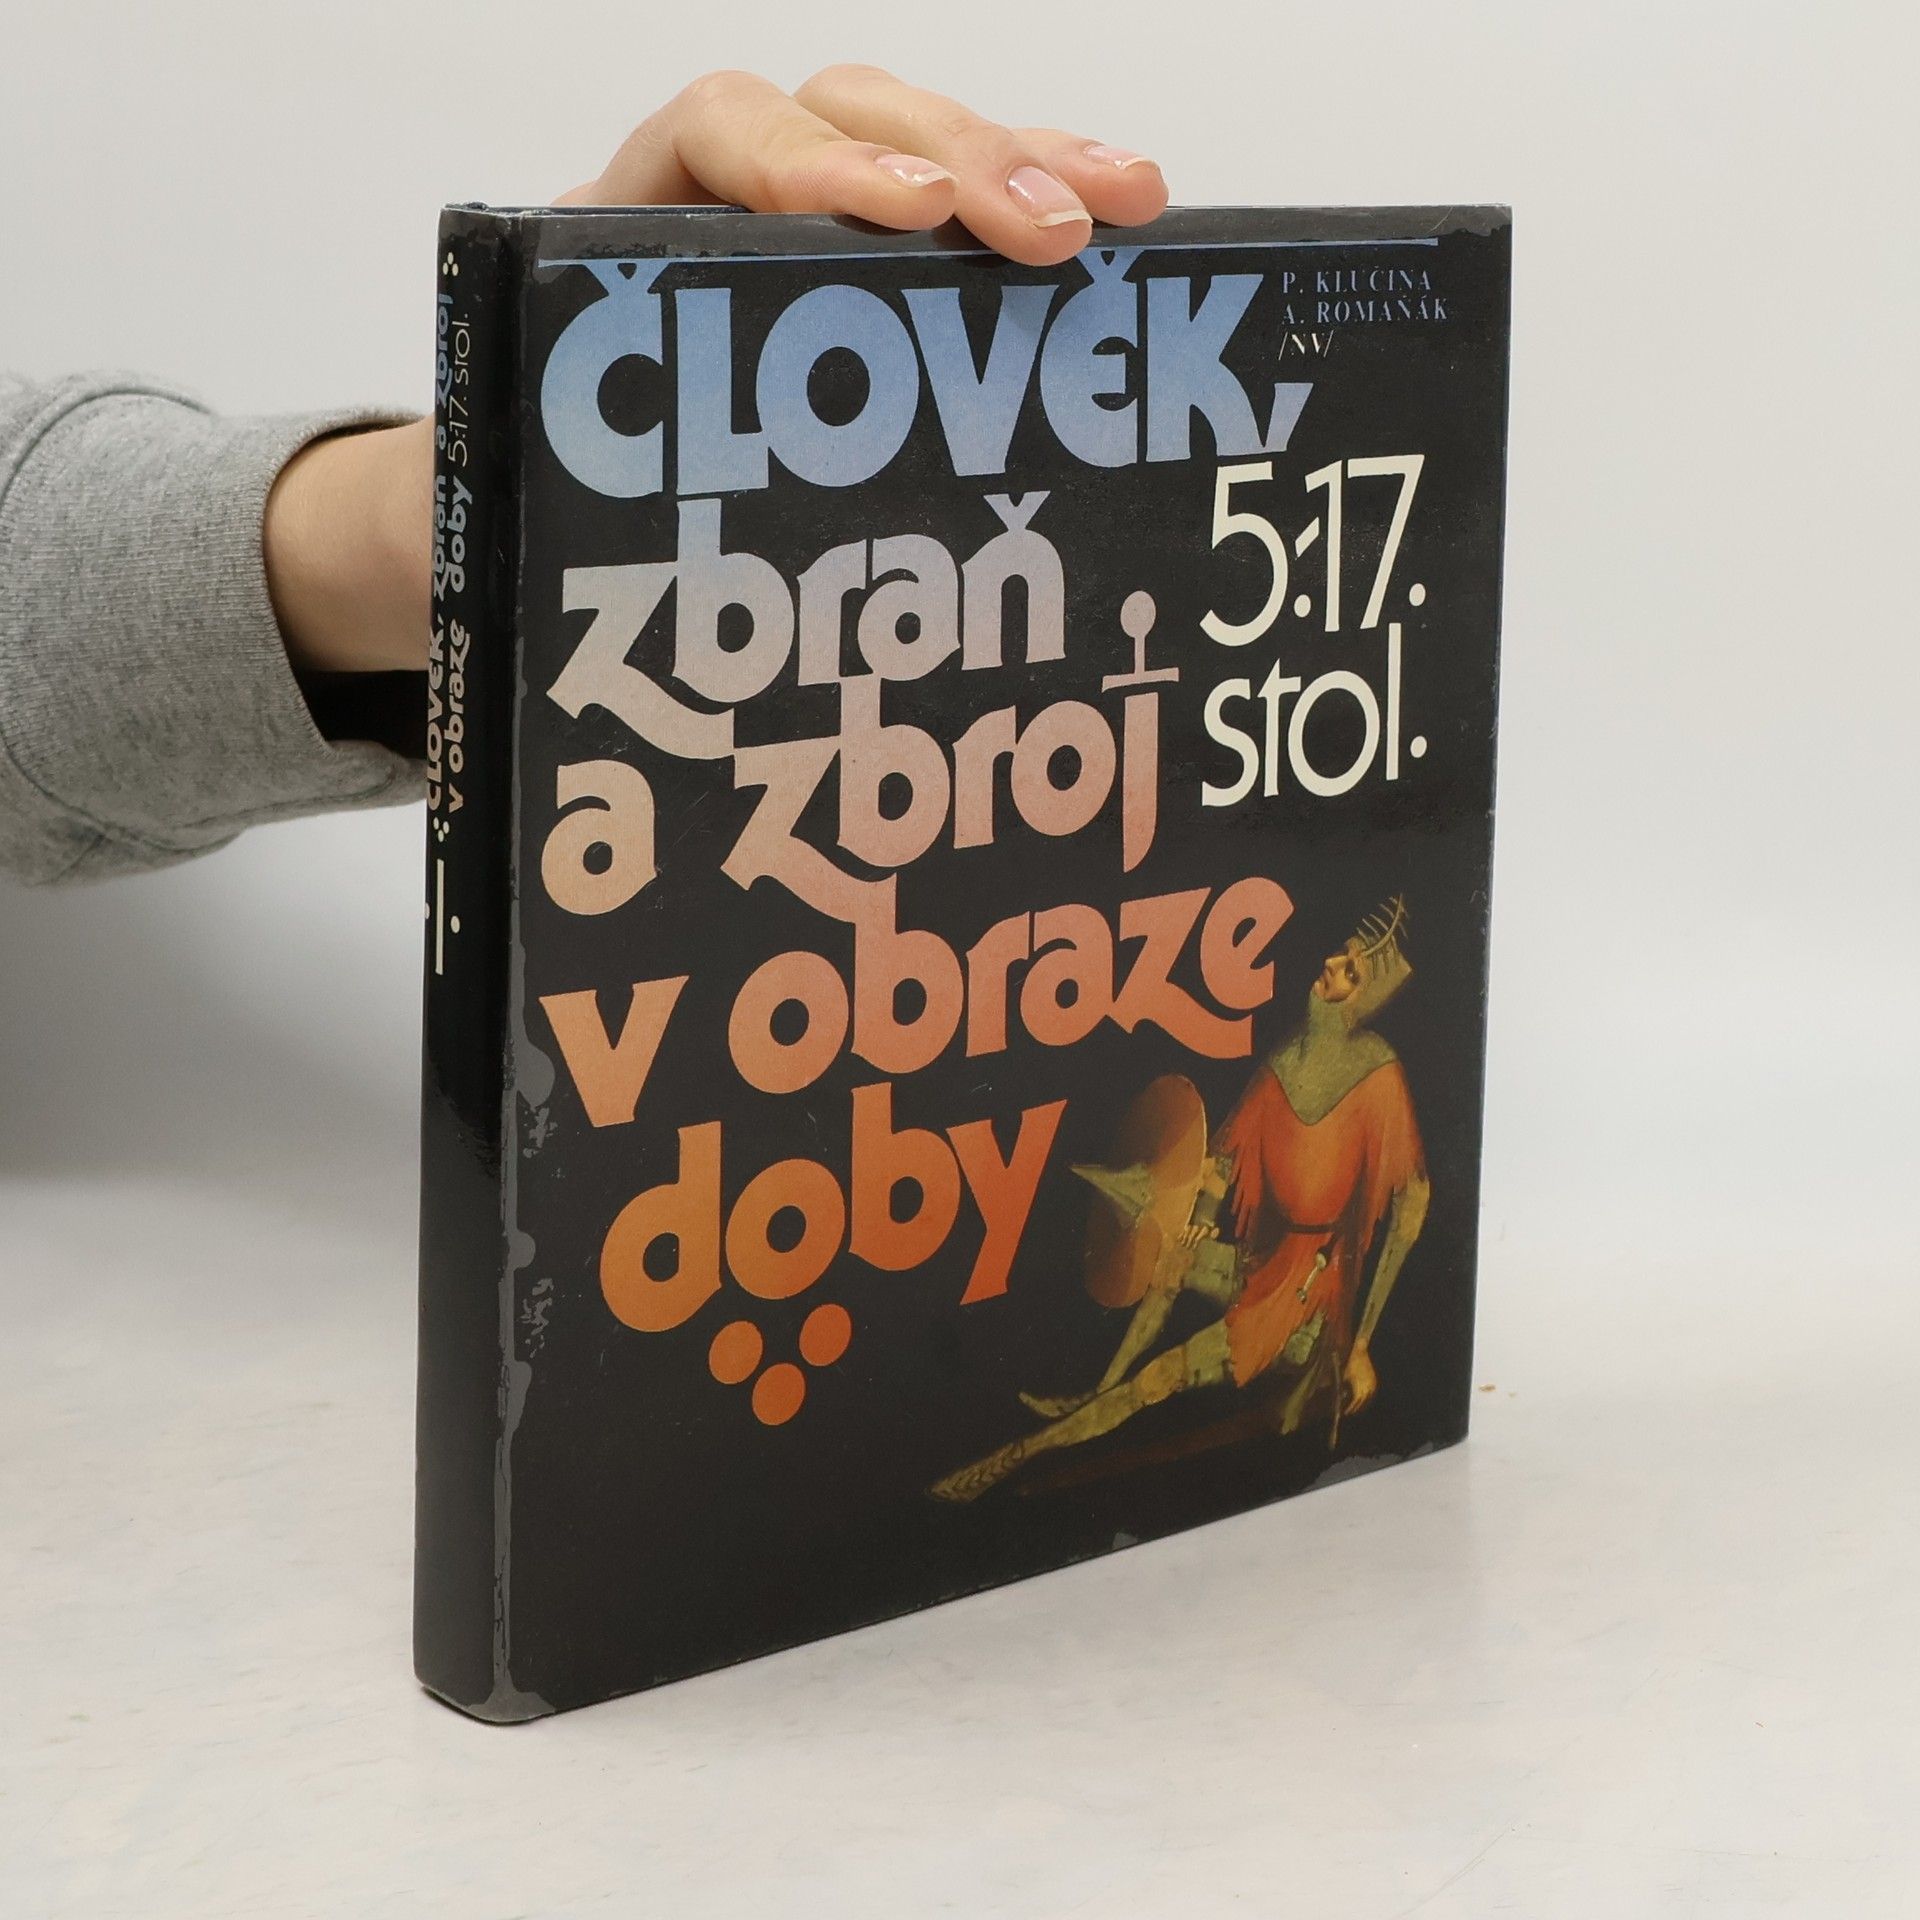 ČLOVĚK, zbraň a zbroj
v obraze doby 5.-17. stol.
P. KLUČINA
A. ROMAŇÁK
/NV/
ČLOVĚK,
zbraň
a zbroj
v obraze
doby
5.-17.
stol.